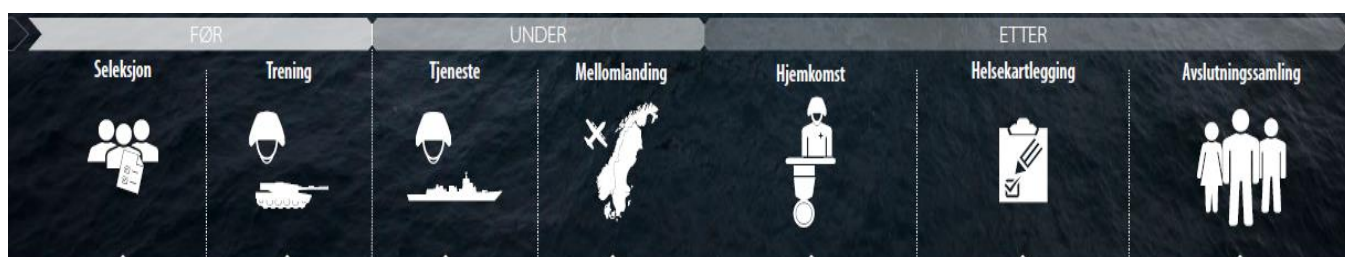 FØR
UNDER
ETTER
Seleksjon
Trening
Tjeneste
Mellomlanding
Hjemkomst
Helsekartlegging
Avslutningssamling